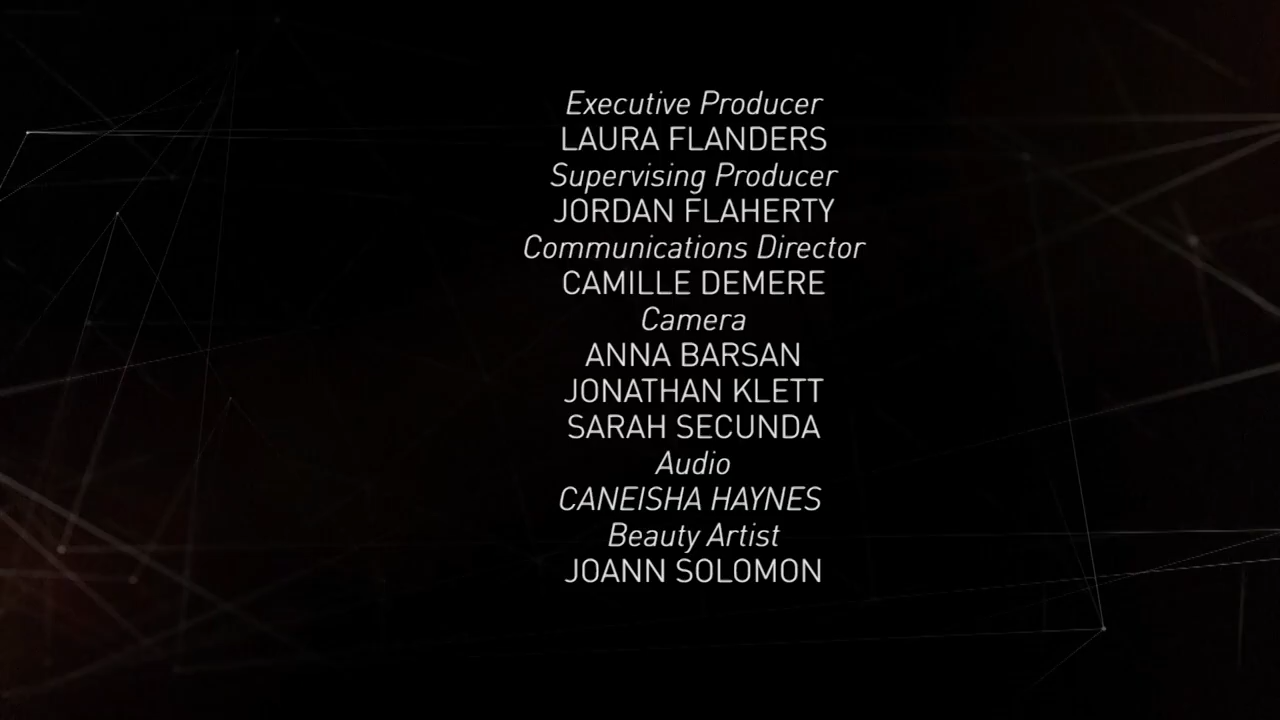 Executive Producer
LAURA FLANDERS
Supervising Producer
JORDAN FLAHERTY
Communications Director
CAMILLE DEMERE
Camera
ANNA BARSAN
JONATHAN KLETT
SARAH SECUNDA
Audio
CANEISHA HAYNES
Beauty Artist
JOANN SOLOMON